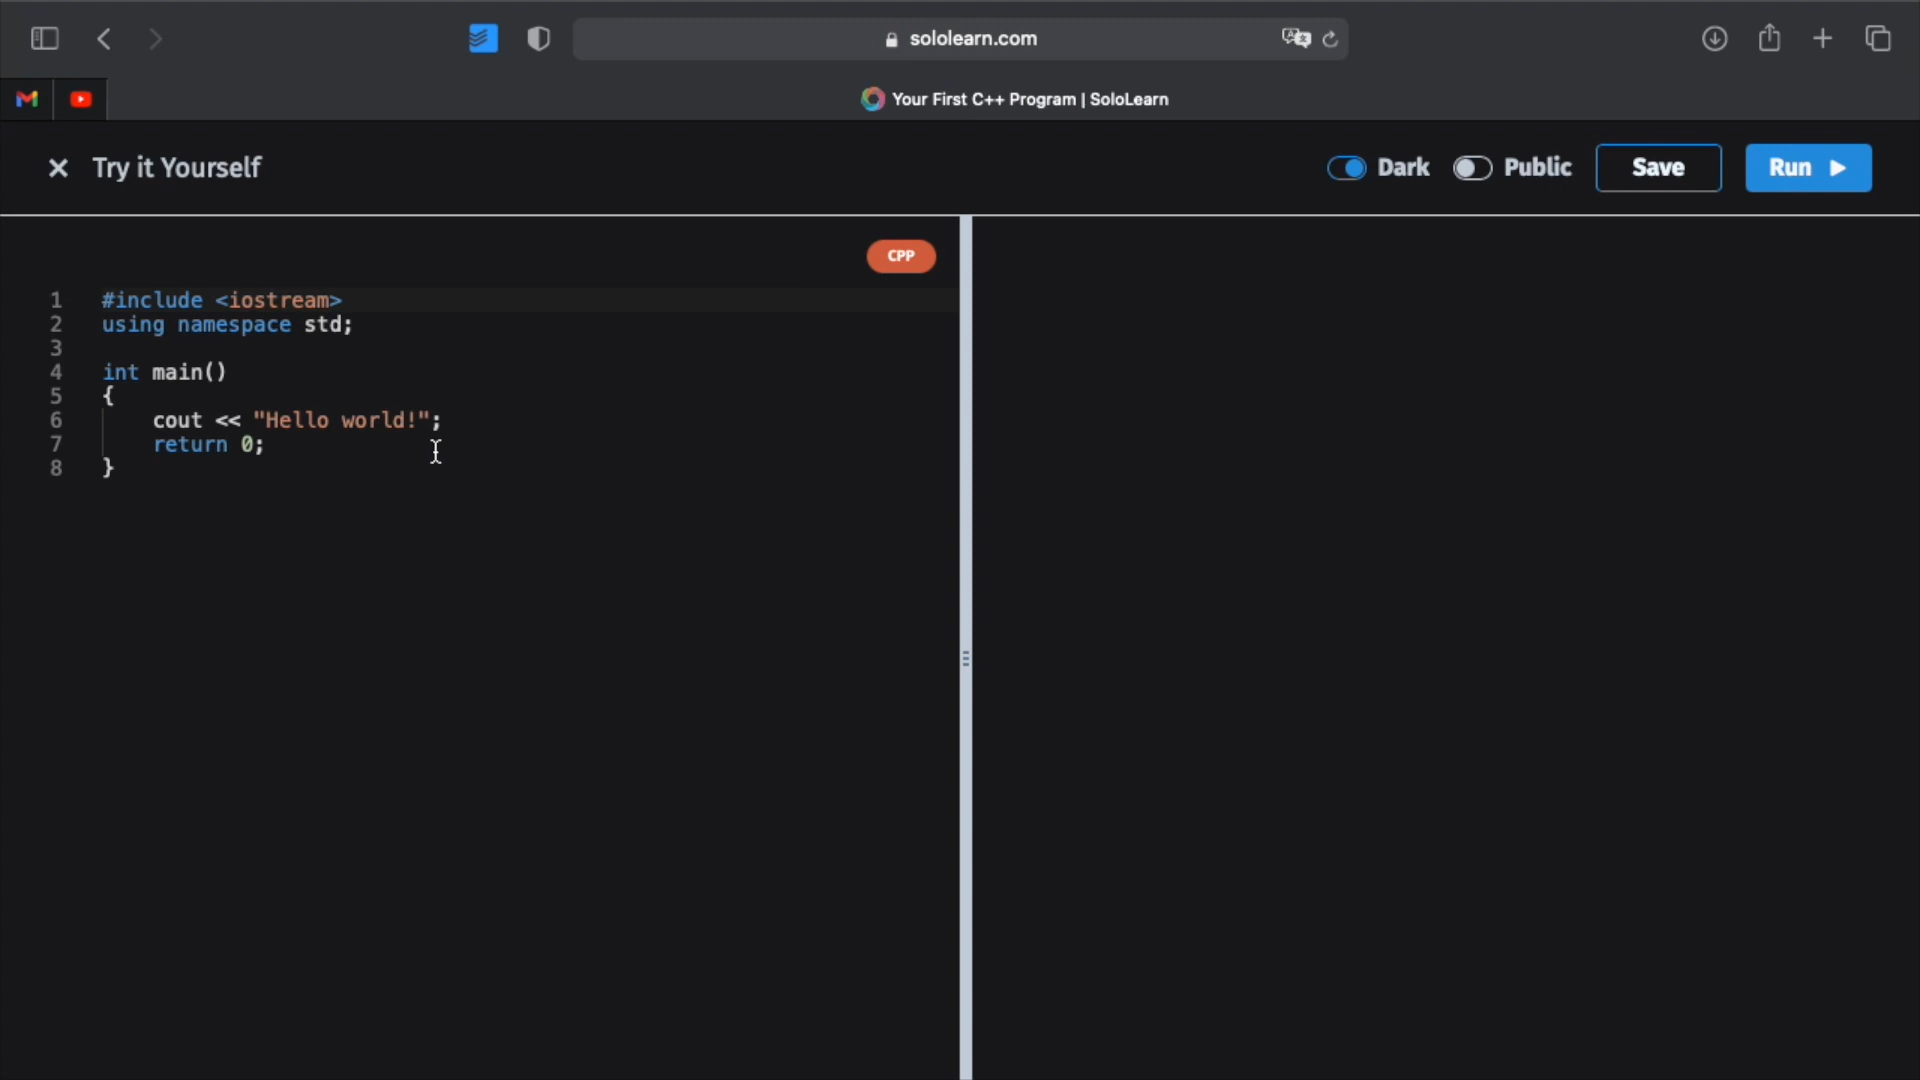 sololearn.com
Your First C++ Program | SoloLearn
Try it Yourself
Dark
Public
Save
Run
CPP
1 #include <iostream>
2 using namespace std;
3
4 int main()
5 {
6 cout << "Hello world!";
7 return 0;
8 }